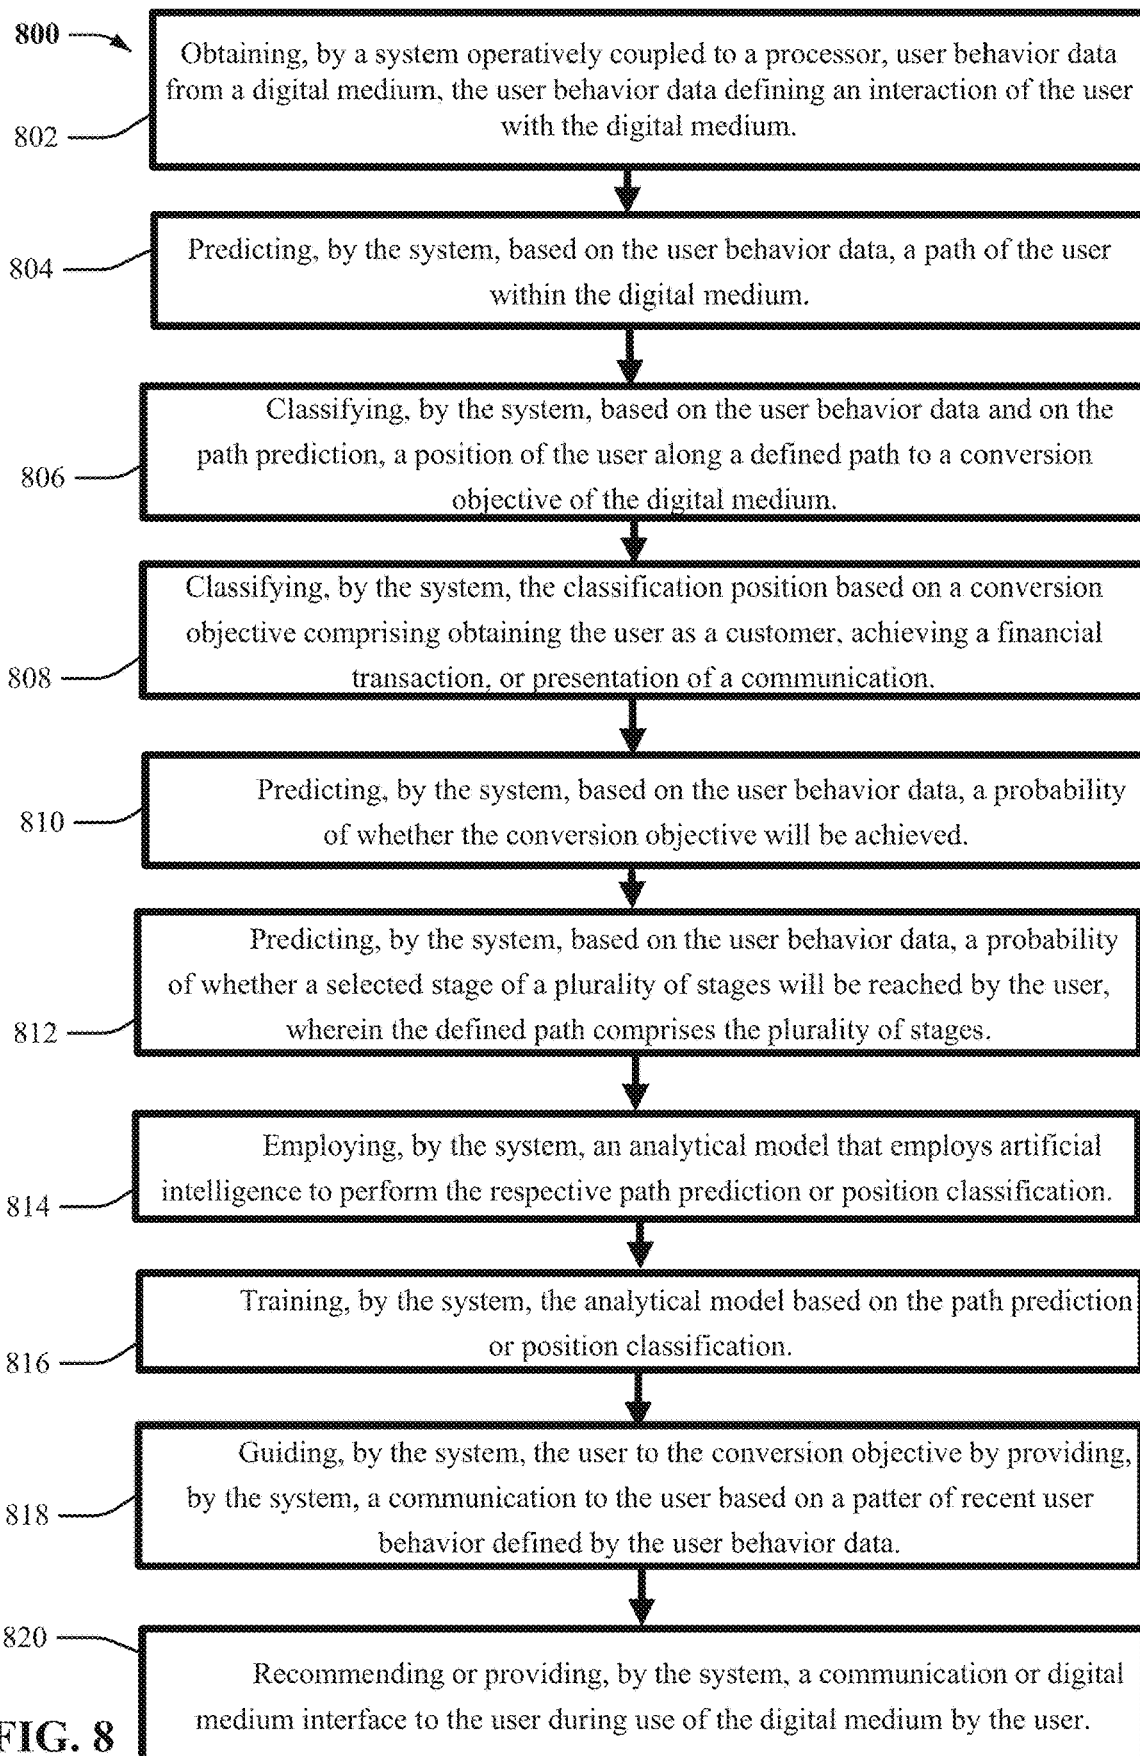 800
Obtaining, by a system operatively coupled to a processor, user behavior data
from a digital medium, the user behavior data defining an interaction of the user
with the digital medium.
802
Predicting, by the system, based on the user behavior data, a path of the user
within the digital medium.
804
Classifying, by the system, based on the user behavior data and on the
path prediction, a position of the user along a defined path to a conversion
objective of the digital medium.
806
Classifying, by the system, the classification position based on a conversion
objective comprising obtaining the user as a customer, achieving a financial
transaction, or presentation of a communication.
808
Predicting, by the system, based on the user behavior data, a probability
of whether the conversion objective will be achieved.
810
Predicting, by the system, based on the user behavior data, a probability
of whether a selected stage of a plurality of stages will be reached by the user,
wherein the defined path comprises the plurality of stages.
812
Employing, by the system, an analytical model that employs artificial
intelligence to perform the respective path prediction or position classification.
814
Training, by the system, the analytical model based on the path prediction
or position classification.
816
Guiding, by the system, the user to the conversion objective by providing,
by the system, a communication to the user based on a patter of recent user
behavior defined by the user behavior data.
818
820
Recommending or providing, by the system, a communication or digital
medium interface to the user during use of the digital medium by the user.
FIG. 8